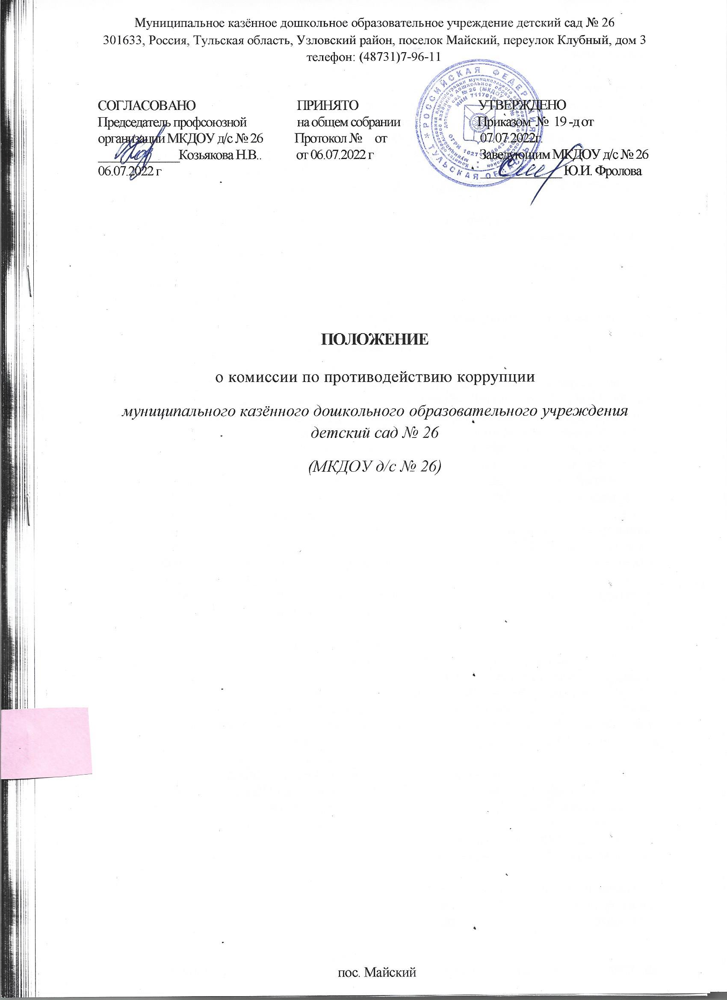 Муниципальное казённое дошкольное образовательное учреждение детский сад № 26
301633, Россия, Тульская область, Узловский район, поселок Майский, переулок Клубный, дом 3
телефон: (48731)7-96-11
СОГЛАСОВАНО
Председатель профсоюзной
организации МКДОУ д/с № 26
______________Козьякова Н.В..
06.07.2022 г
ПРИНЯТО
на общем собрании
Протокол № от
от 06.07.2022 г
УТВЕРЖДЕНО
Приказом № 19 -д от
07.07.2022г.
Заведующим МКДОУ д/с № 26
______________Ю.И. Фролова
РОССИЙСКАЯ ФЕДЕРАЦИЯ
ТУЛЬСКАЯ ОБЛАСТЬ
ПОЛОЖЕНИЕ
о комиссии по противодействию коррупции
муниципального казённого дошкольного образовательного учреждения
детский сад № 26
(МКДОУ д/с № 26)
пос. Майский